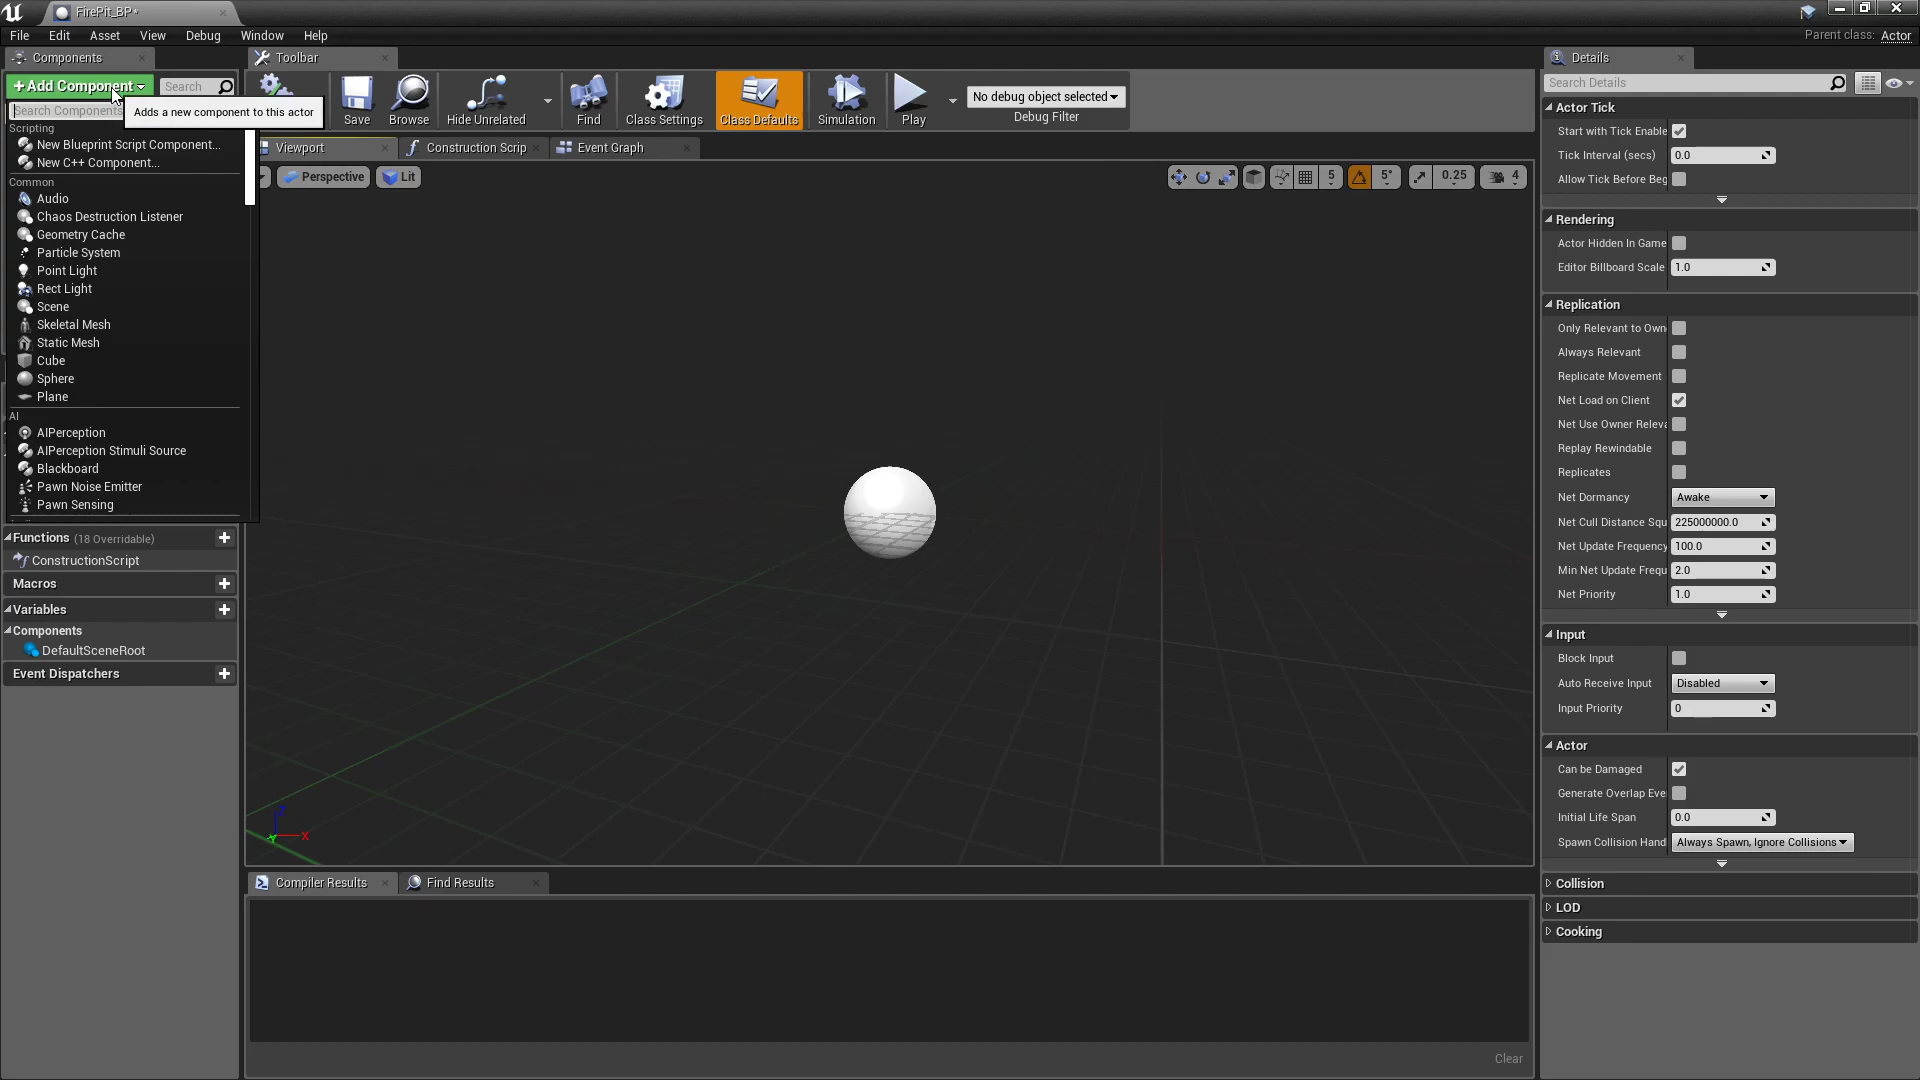 FirePit_BP*
File Edit Asset View Debug Window Help
Parent class: Actor
Components
Toolbar
Details
+Add Component
Search
Search Components
Adds a new component to this actor
Save
Browse
Hide Unrelated
Find
Class Settings
Class Defaults
Simulation
Play
No debug object selected
Debug Filter
Search Details
Scripting
New Blueprint Script Component...
New C++ Component...
Common
Audio
Chaos Destruction Listener
Geometry Cache
Particle System
Point Light
Rect Light
Scene
Skeletal Mesh
Static Mesh
Cube
Sphere
Plane
AI
AIPerception
AIPerception Stimuli Source
Blackboard
Pawn Noise Emitter
Pawn Sensing
Functions (18 Overridable)
ConstructionScript
Macros
Variables
Components
DefaultSceneRoot
Event Dispatchers
Viewport
Construction Scrip
Event Graph
Perspective
Lit
5
5°
0.25
4
X
Compiler Results
Find Results
Clear
Actor Tick
Start with Tick Enable
Tick Interval (secs) 0.0
Allow Tick Before Beg
Rendering
Actor Hidden In Game
Editor Billboard Scale 1.0
Replication
Only Relevant to Own
Always Relevant
Replicate Movement
Net Load on Client
Net Use Owner Releva
Replay Rewindable
Replicates
Net Dormancy Awake
Net Cull Distance Squ 225000000.0
Net Update Frequency 100.0
Min Net Update Frequ 2.0
Net Priority 1.0
Input
Block Input
Auto Receive Input Disabled
Input Priority 0
Actor
Can be Damaged
Generate Overlap Eve
Initial Life Span 0.0
Spawn Collision Hand Always Spawn, Ignore Collisions
Collision
LOD
Cooking